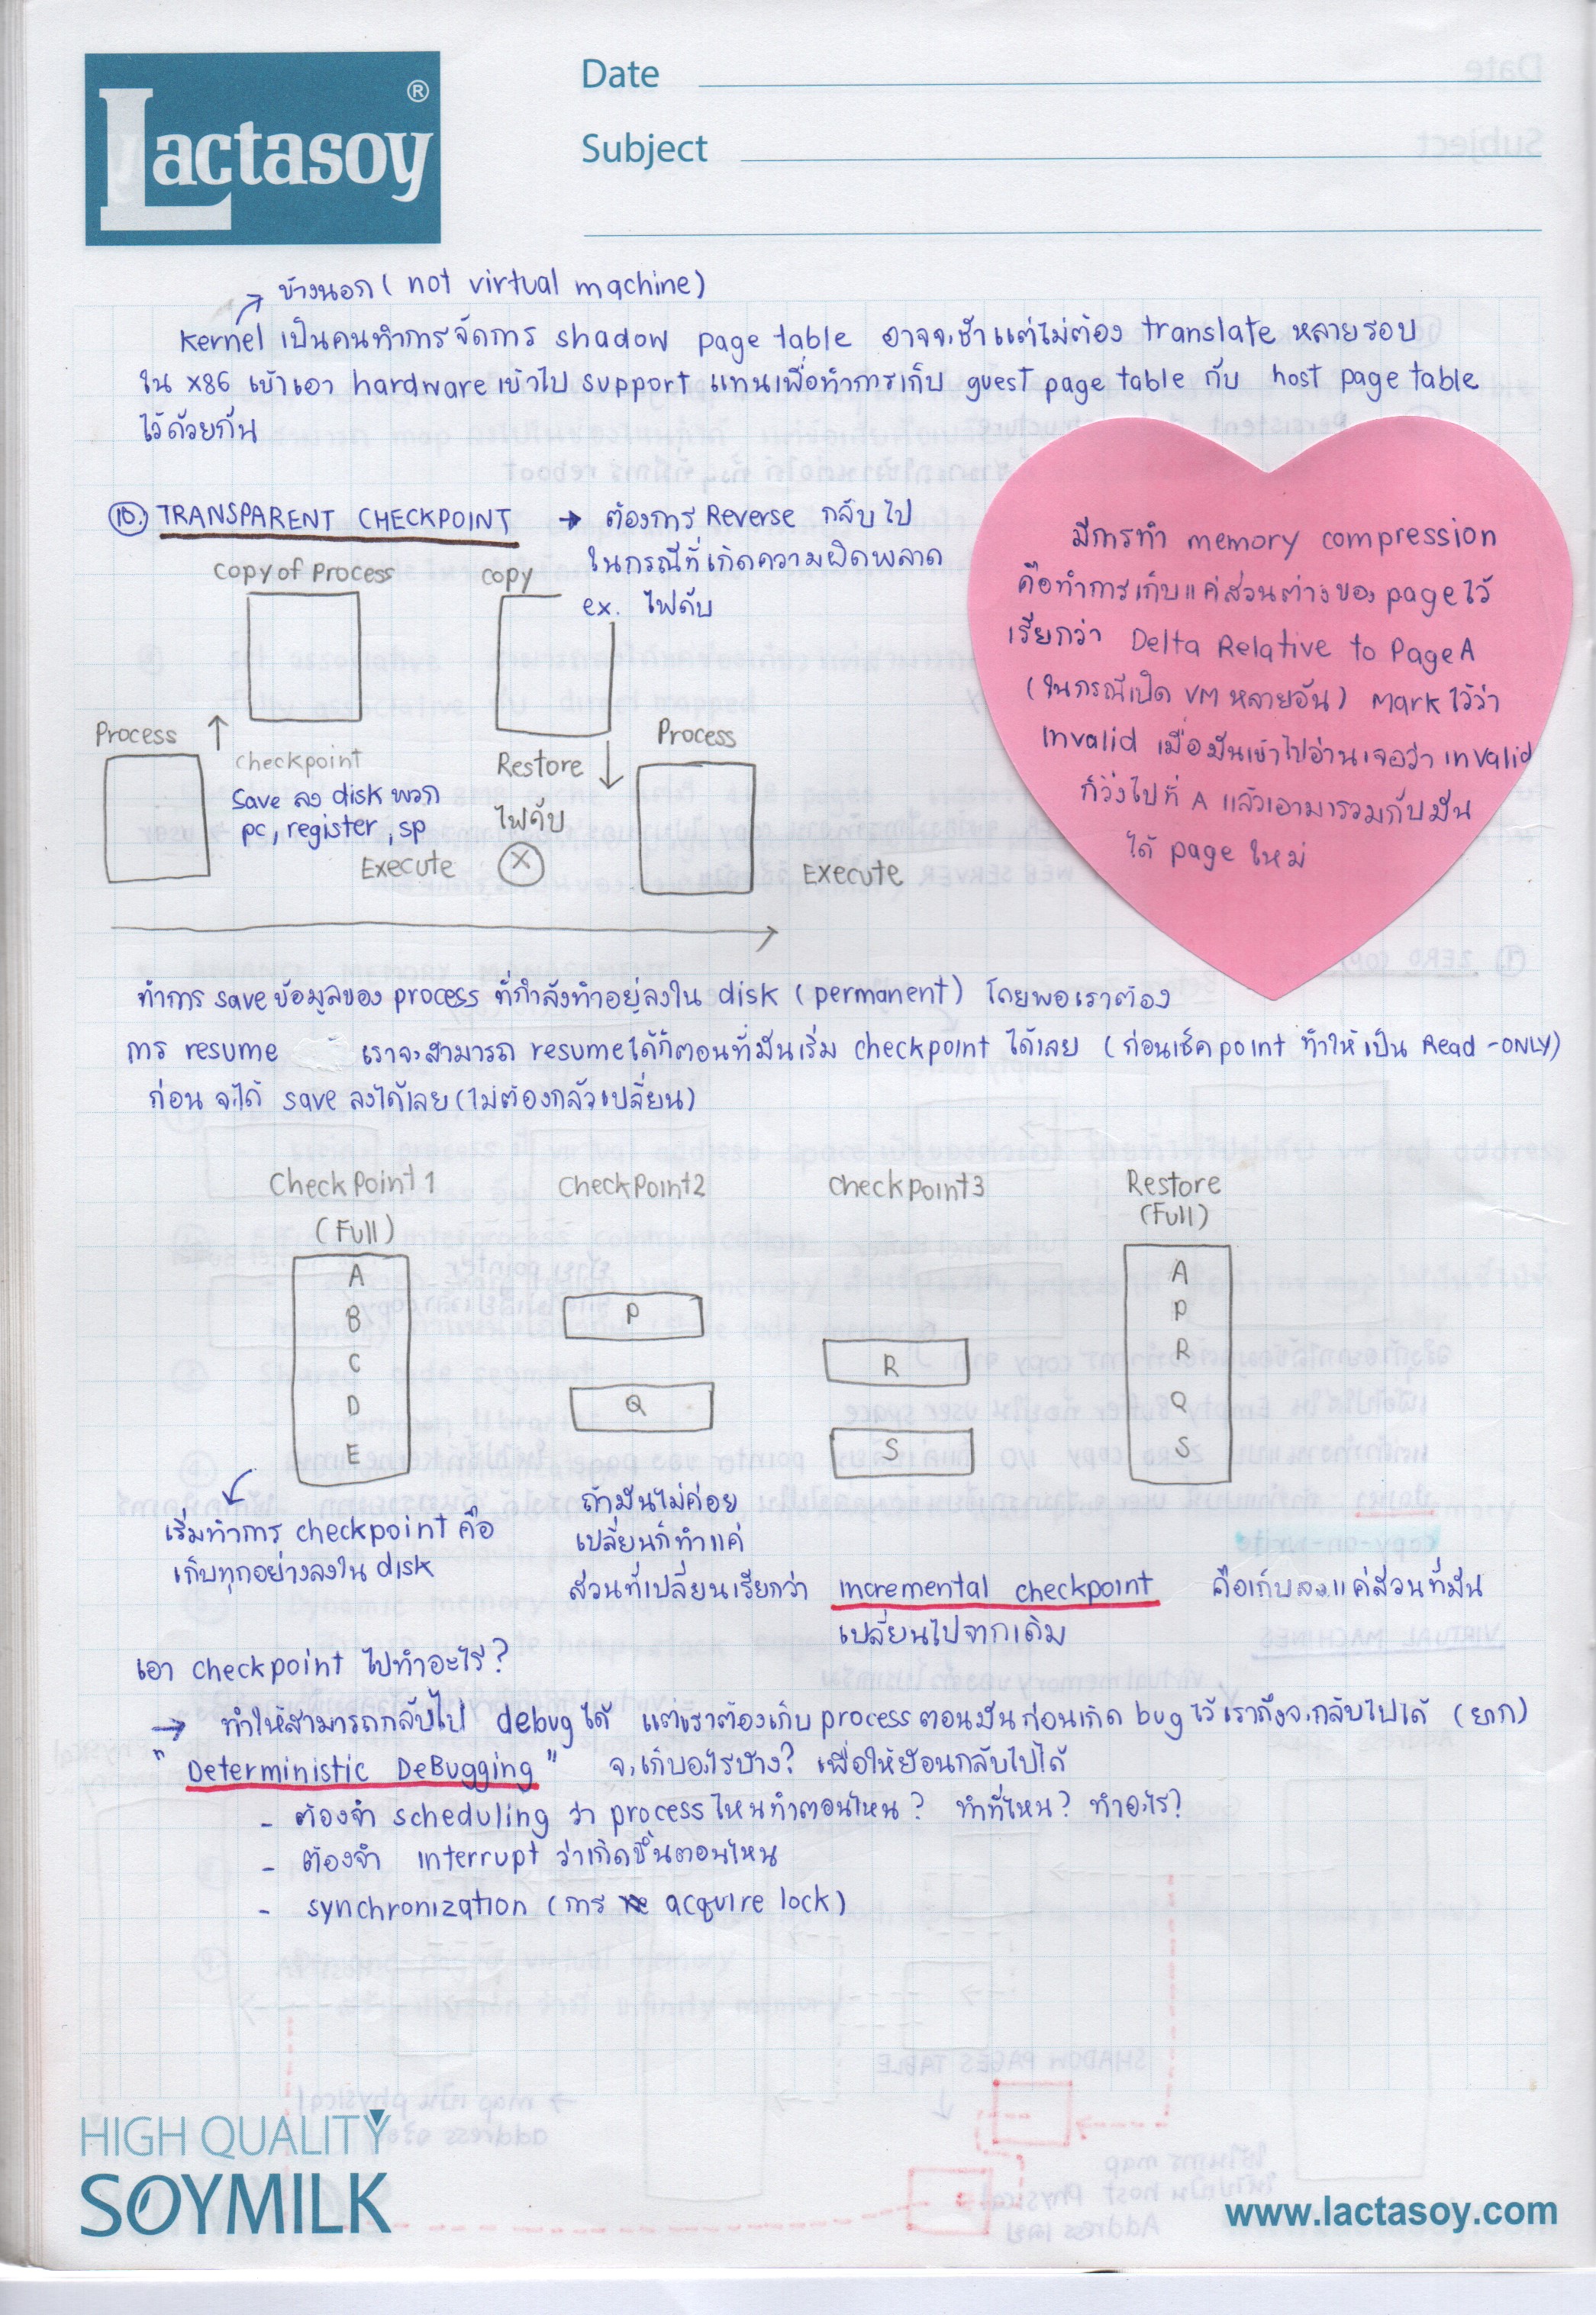 Lactasoy ®
Date
Subject
ข้างนอก ( not virtual machine )
Kernel เป็นคนทำการจัดการ shadow page table อาจจะช้าแต่ไม่ต้อง translate หลายรอบ
ใน x86 เข้าเอา hardware เข้าไป support แทนเพื่อทำการเก็บ guest page table กับ host page table
ไว้ด้วยกัน
10. TRANSPARENT CHECKPOINT → ต้องการ Reverse กลับไป
ในกรณีที่เกิดความผิดพลาด
ex. ไฟดับ
copy of Process
copy
Process
checkpoint
Save ลง disk พวก
pc, register, sp
Execute
Restore
ไฟดับ
X
Process
Execute
มีการทำ memory compression
คือทำการเก็บแค่ส่วนต่างของ page ไว้
เรียกว่า Delta Relative to Page A
(ในกรณีเปิด VM หลายอัน) Mark ไว้ว่า
Invalid เมื่อมันเข้าไปอ่านเจอว่า invalid
ก็วิ่งไปที่ A แล้วเอามารวมกับมัน
ได้ page ใหม่
ทำการ save ข้อมูลของ process ที่กำลังทำอยู่ลงใน disk ( permanent ) โดยพอเราต้อง
การ resume เราจะสามารถ resume ได้ก็ตอนที่มันเริ่ม checkpoint ได้เลย ( ก่อนเช็ค point ทำให้เป็น Read-ONLY)
ก่อน จะได้ save ลงได้เลย (ไม่ต้องกลัวเปลี่ยน)
CheckPoint 1
(Full)
A
B
C
D
E
CheckPoint2
P
Q
checkpoint3
R
S
Restore
(Full)
A
P
R
Q
S
เริ่มทำการ checkpoint คือ
เก็บทุกอย่างลงใน disk
ถ้ามันไม่ค่อย
เปลี่ยนก็ทำแค่
ส่วนที่เปลี่ยนเรียกว่า Incremental checkpoint คือเก็บลงแค่ส่วนที่มัน
เปลี่ยนไปจากเดิม
เอา checkpoint ไปทำอะไร?
→ ทำให้สามารถกลับไป debug ได้ แต่เราต้องเก็บ process ตอนมันก่อนเกิด bug ไว้ เราถึงจะกลับไปได้ (ยาก)
" Deterministic DeBugging " จะเก็บอะไรบ้าง? เพื่อให้ย้อนกลับไปได้
- ต้องจำ scheduling ว่า process ไหนทำตอนไหน? ทำที่ไหน? ทำอะไร?
- ต้องจำ interrupt ว่าเกิดขึ้นตอนไหน
- synchronization (การ acquire lock)
HIGH QUALITY
SOYMILK
www.lactasoy.com